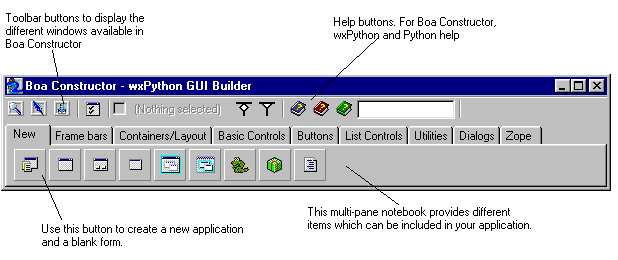 Toolbar buttons to display the
different windows available in
Boa Constructor
Help buttons. For Boa Constructor,
wxPython and Python help
Boa Constructor - wxPython GUI Builder
(Nothing selected)
New Frame bars Containers/Layout Basic Controls Buttons List Controls Utilities Dialogs Zope
Use this button to create a new application
and a blank form.
This multi-pane notebook provides different
items which can be included in your application.